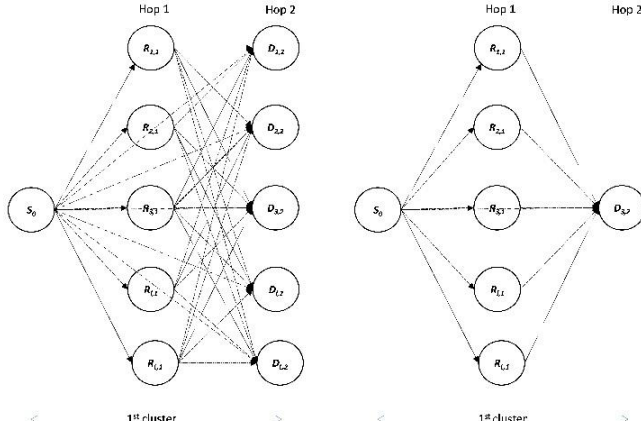 Hop 1 Hop 2 Hop 1 Hop 2
R1,1 D1,2 R1,1
R2,1 D2,2 R2,1
S0 R3,1 D3,2 S0 R3,1 D3,2
Ri,1 Di,2 Ri,1
RL,1 DL,2 RL,1
1st cluster 1st cluster